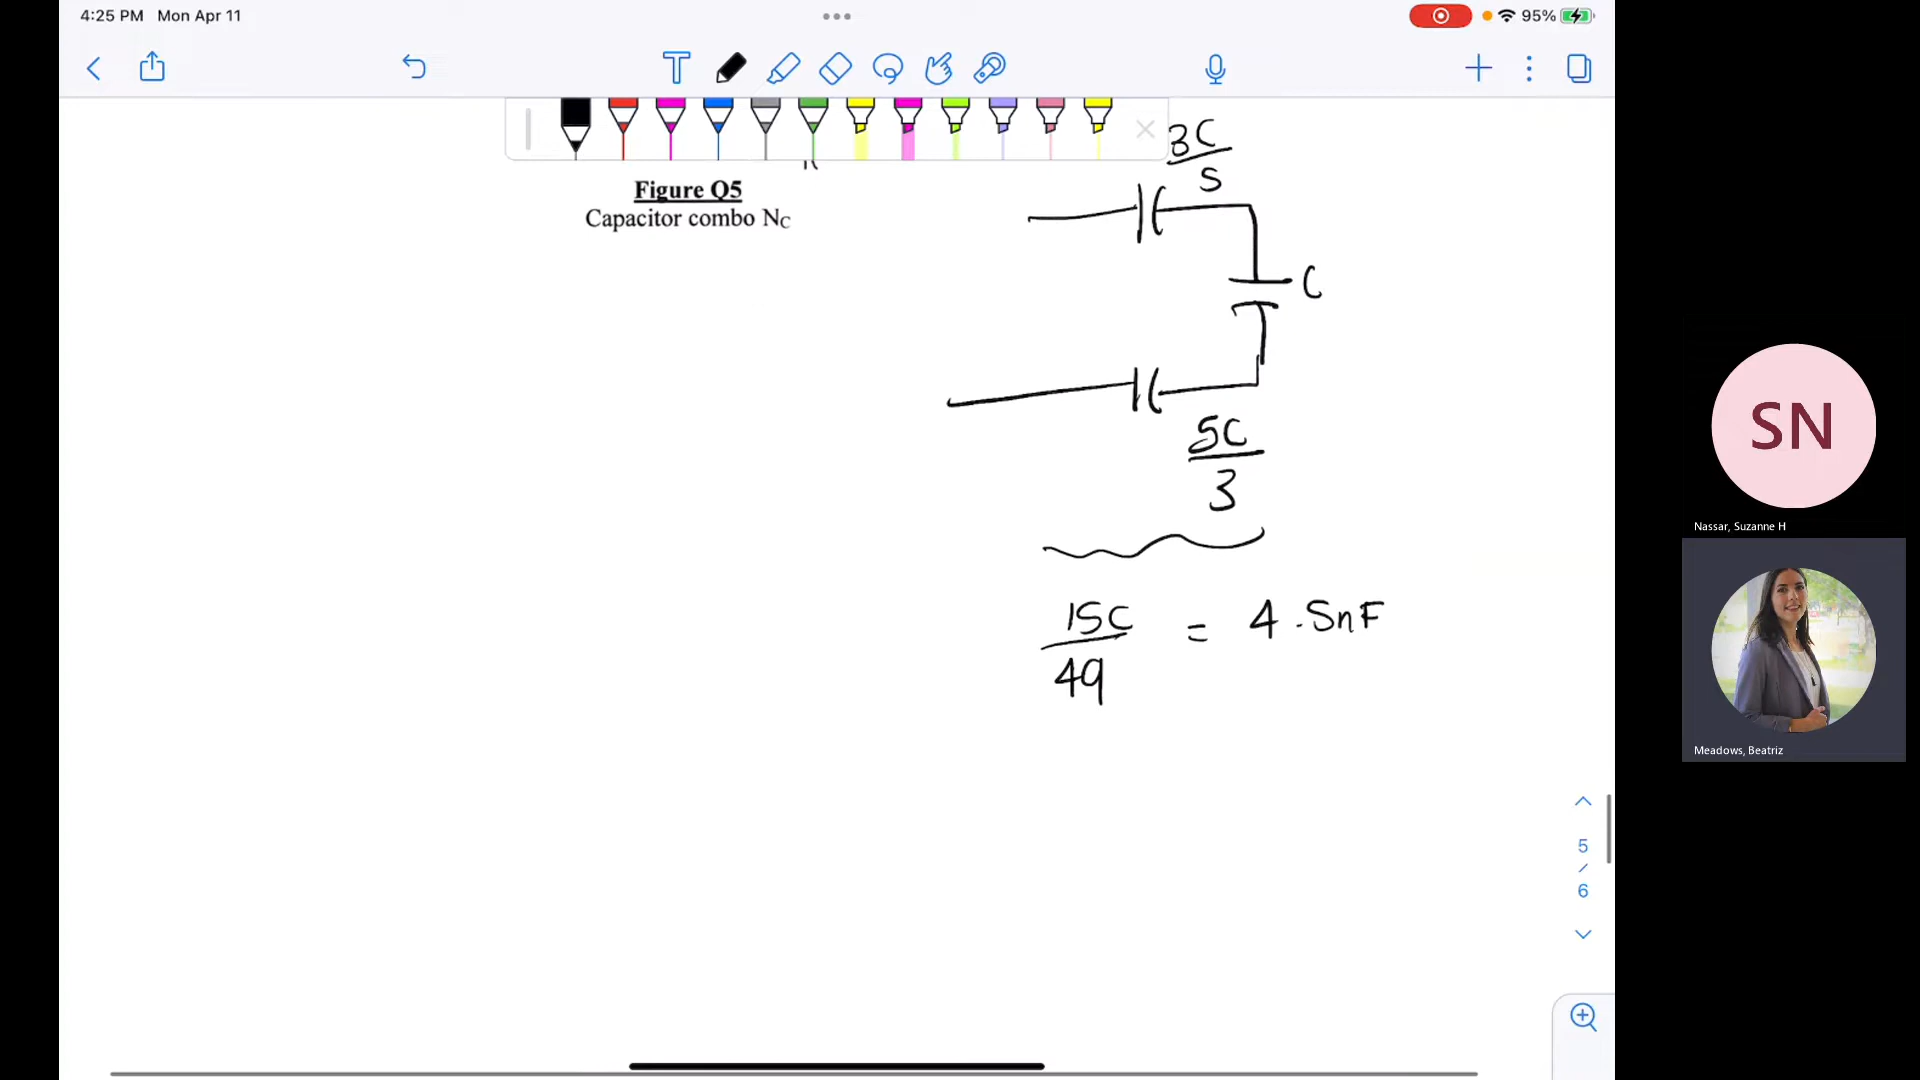 4:25 PM Mon Apr 11
95%
3C
5
Figure Q5
Capacitor combo NC
C
5C
3
15C
49
= 4.5nF
SN
Nassar, Suzanne H
Meadows, Beatriz
5
/
6